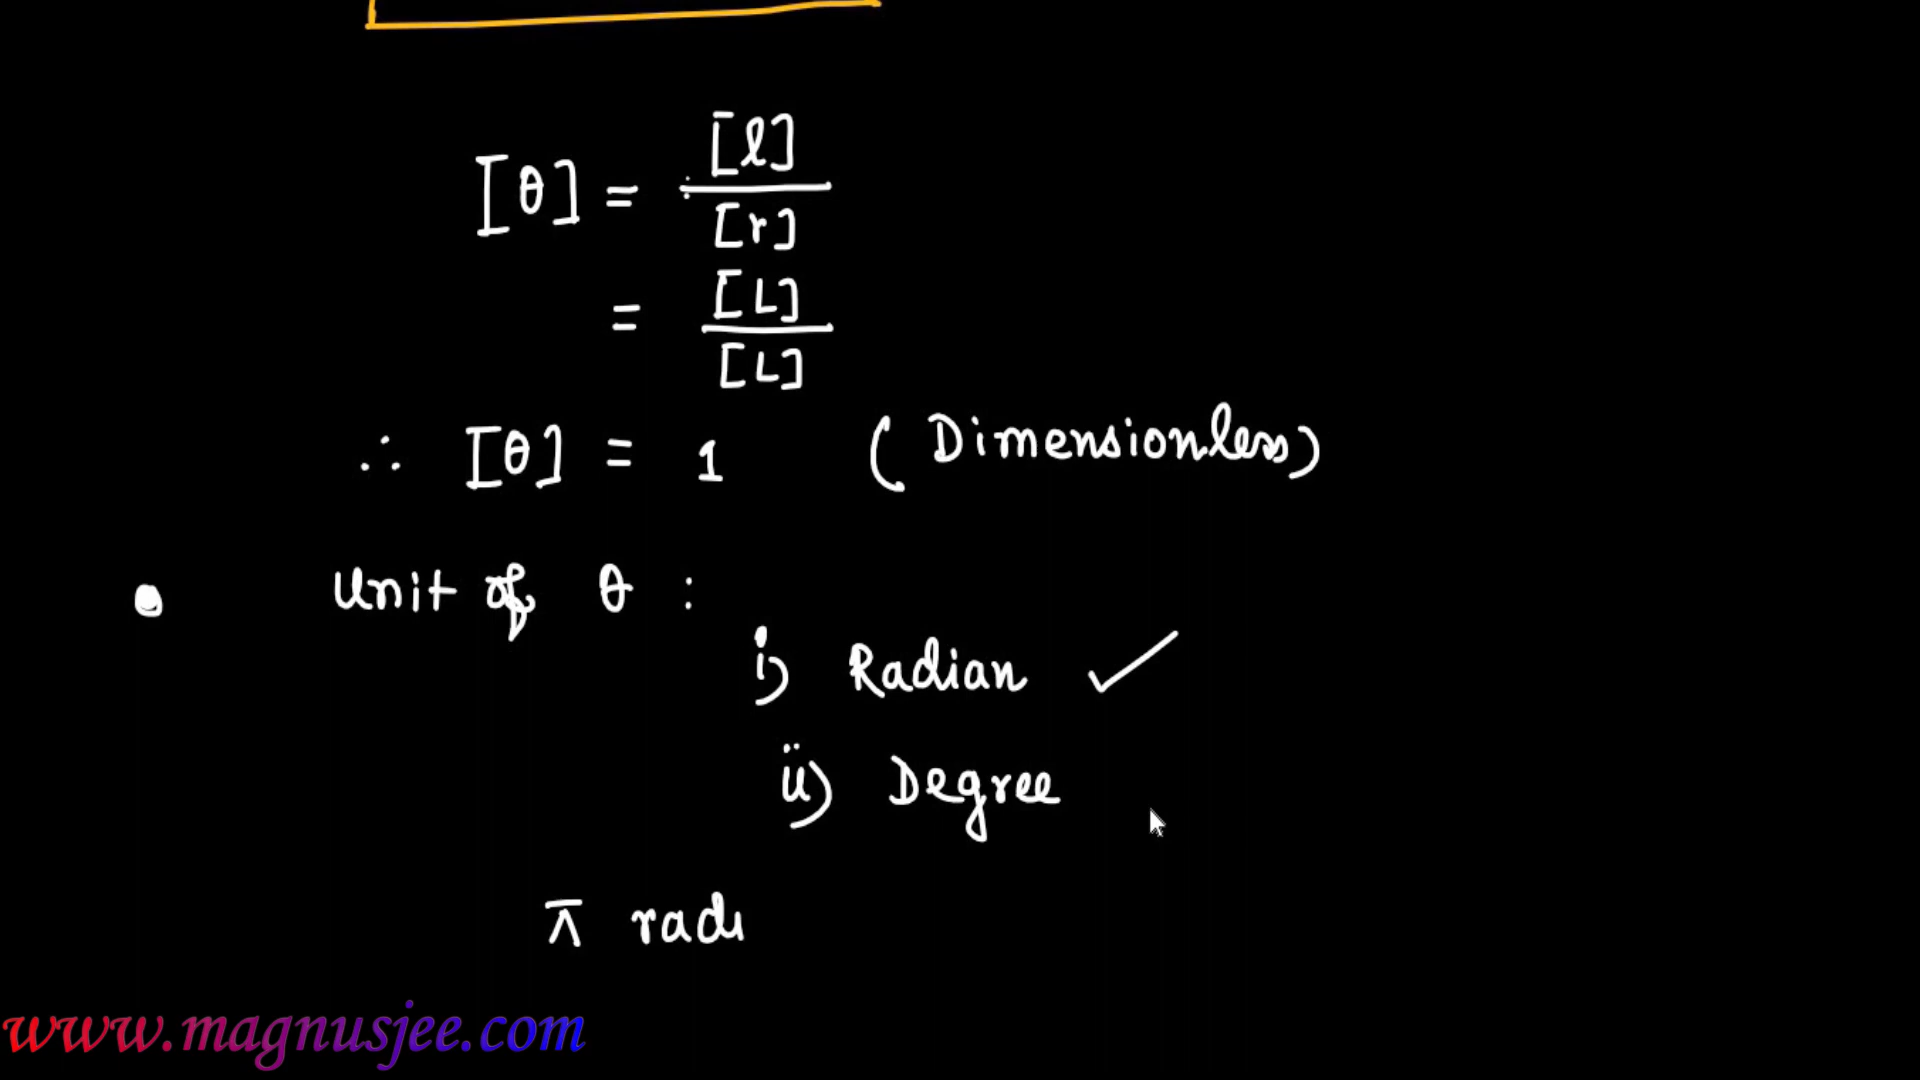 [θ] = [l] / [r]
= [L] / [L]
∴ [θ] = 1 (Dimensionless)
Unit of θ :
i) Radian ✓
ii) Degree
π radi
www.magnusjee.com